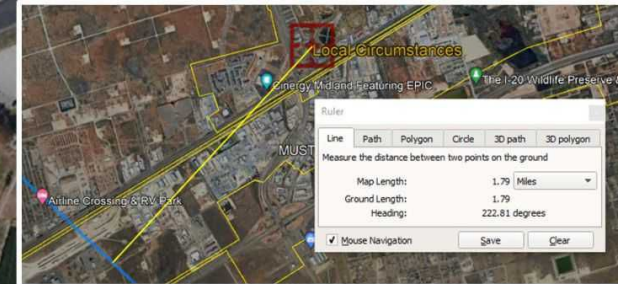 Local Circumstances
Cinergy Midland Featuring EPIC
The I-20 Wildlife Preserve &
MUST
Airline Crossing & RV Park
Ruler
Line Path Polygon Circle 3D path 3D polygon
Measure the distance between two points on the ground
Map Length: 1.79 Miles
Ground Length: 1.79
Heading: 222.81 degrees
Mouse Navigation Save Clear